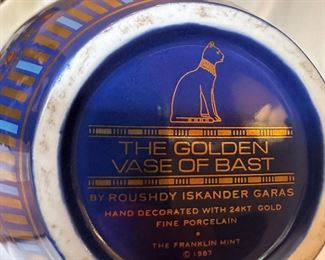 THE GOLDEN
VASE OF BAST
BY ROUSHDY ISKANDER GARAS
HAND DECORATED WITH 24KT GOLD
FINE PORCELAIN
• THE FRANKLIN MINT •
© 1987